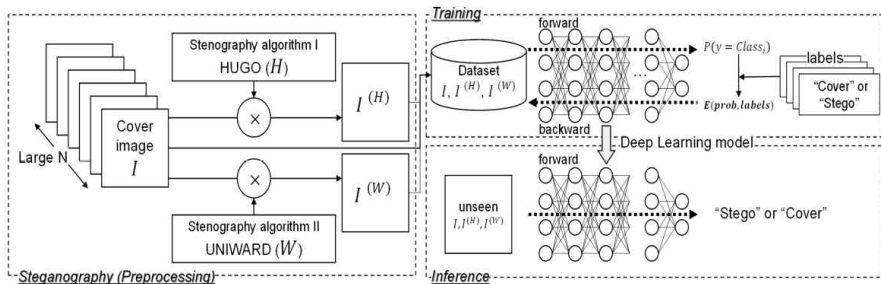 Stenography algorithm I
HUGO (H)
I (H)
Cover
image
I
Large N
I (W)
Stenography algorithm II
UNIWARD (W)
Steganography (Preprocessing)
Training
forward
Dataset
I, I (H), I (W)
...
backward
P(y = Class_i)
labels
"Cover" or
"Stego"
E(prob,labels)
Deep Learning model
forward
unseen
I, I (H), I (W)
"Stego" or "Cover"
Inference